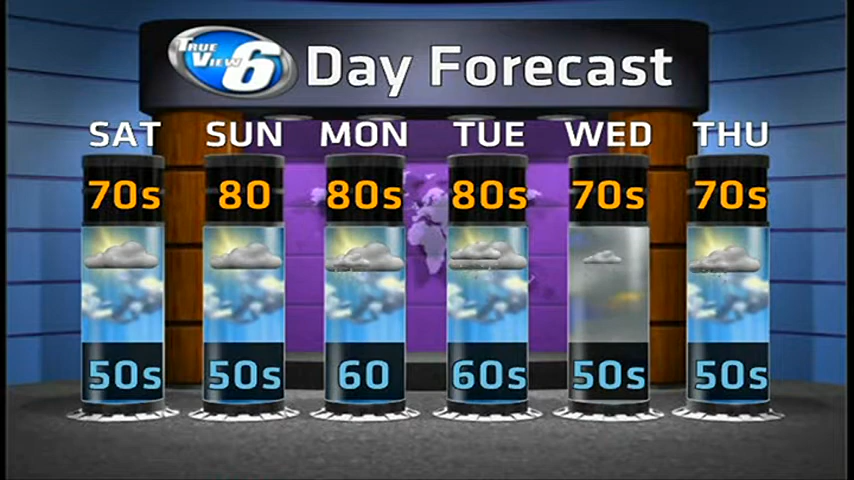 TRUE VIEW 6 Day Forecast
SAT SUN MON TUE WED THU
70s 80 80s 80s 70s 70s
50s 50s 60 60s 50s 50s